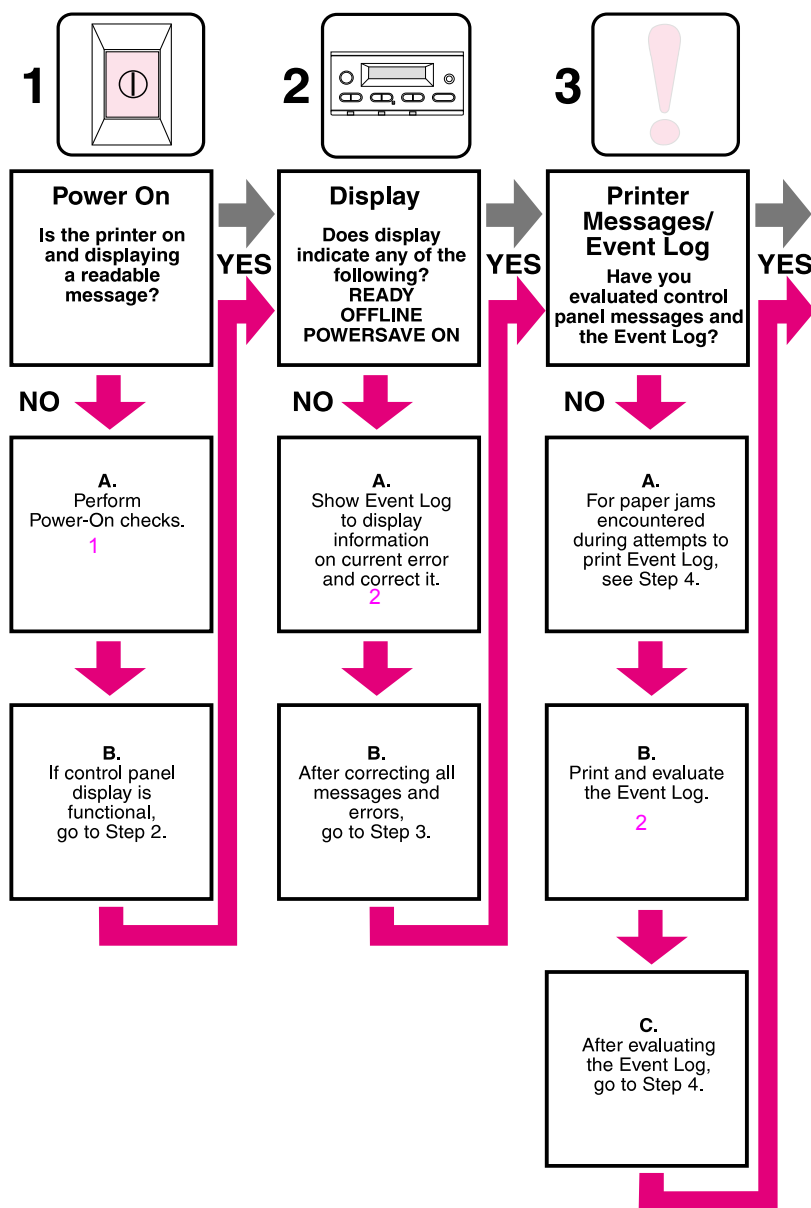 1
2
3
Power On
Is the printer on
and displaying
a readable
message?
YES
NO
A.
Perform
Power-On checks.
1
B.
If control panel
display is
functional,
go to Step 2.
Display
Does display
indicate any of the
following?
READY
OFFLINE
POWERSAVE ON
YES
NO
A.
Show Event Log
to display
information
on current error
and correct it.
2
B.
After correcting all
messages and
errors,
go to Step 3.
Printer
Messages/
Event Log
Have you
evaluated control
panel messages and
the Event Log?
YES
NO
A.
For paper jams
encountered
during attempts to
print Event Log,
see Step 4.
B.
Print and evaluate
the Event Log.
2
C.
After evaluating
the Event Log,
go to Step 4.